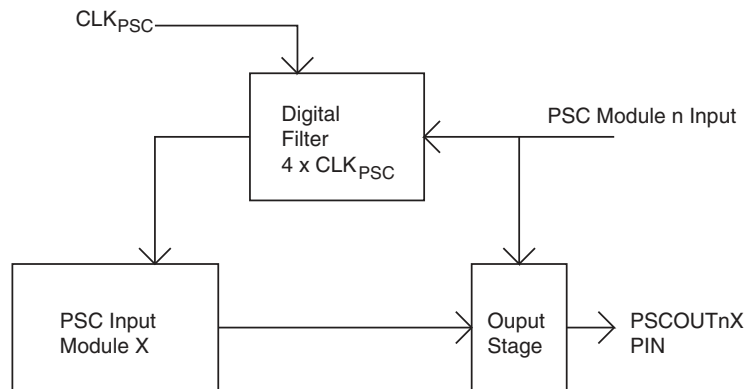 CLKPSC
Digital
Filter
4 x CLKPSC
PSC Module n Input
PSC Input
Module X
Ouput
Stage
PSCOUTnX
PIN